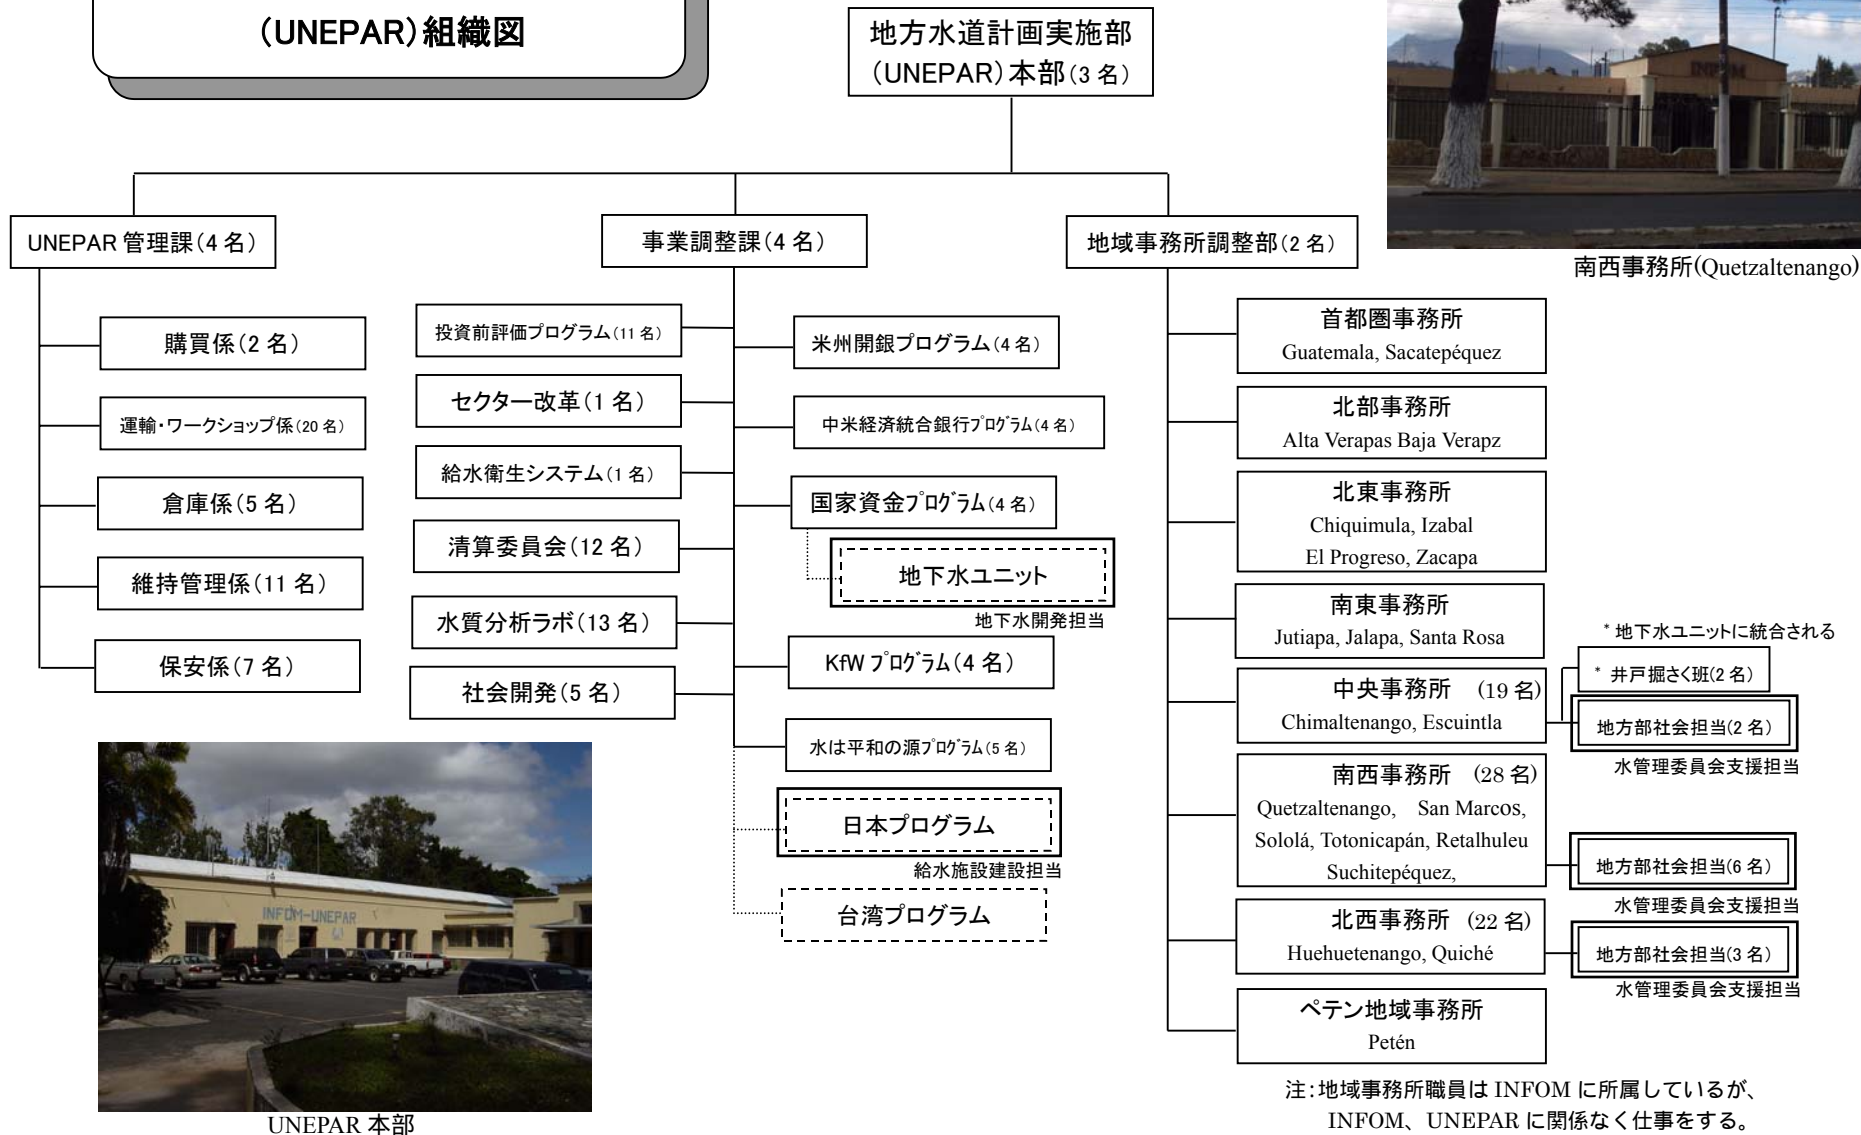 (UNEPAR)組織図
地方水道計画実施部
(UNEPAR)本部(3 名)
INFOM
南西事務所(Quetzaltenango)
UNEPAR 管理課(4 名)
購買係(2 名)
運輸・ワークショップ係(20 名)
倉庫係(5 名)
維持管理係(11 名)
保安係(7 名)
事業調整課(4 名)
投資前評価プログラム(11 名)
セクター改革(1 名)
給水衛生システム(1 名)
清算委員会(12 名)
水質分析ラボ(13 名)
社会開発(5 名)
米州開銀プログラム(4 名)
中米経済統合銀行プログラム(4 名)
国家資金プログラム(4 名)
地下水ユニット
地下水開発担当
KfW プログラム(4 名)
水は平和の源プログラム(5 名)
日本プログラム
給水施設建設担当
台湾プログラム
地域事務所調整部(2 名)
首都圏事務所
Guatemala, Sacatepéquez
北部事務所
Alta Verapas Baja Verapz
北東事務所
Chiquimula, Izabal
El Progreso, Zacapa
南東事務所
Jutiapa, Jalapa, Santa Rosa
中央事務所 (19 名)
Chimaltenango, Escuintla
* 地下水ユニットに統合される
* 井戸掘さく班(2 名)
地方部社会担当(2 名)
水管理委員会支援担当
南西事務所 (28 名)
Quetzaltenango, San Marcos,
Sololá, Totonicapán, Retalhuleu
Suchitepéquez,
地方部社会担当(6 名)
水管理委員会支援担当
北西事務所 (22 名)
Huehuetenango, Quiché
地方部社会担当(3 名)
水管理委員会支援担当
ペテン地域事務所
Petén
注:地域事務所職員は INFOM に所属しているが、
INFOM、UNEPAR に関係なく仕事をする。
INFOM-UNEPAR
UNEPAR 本部